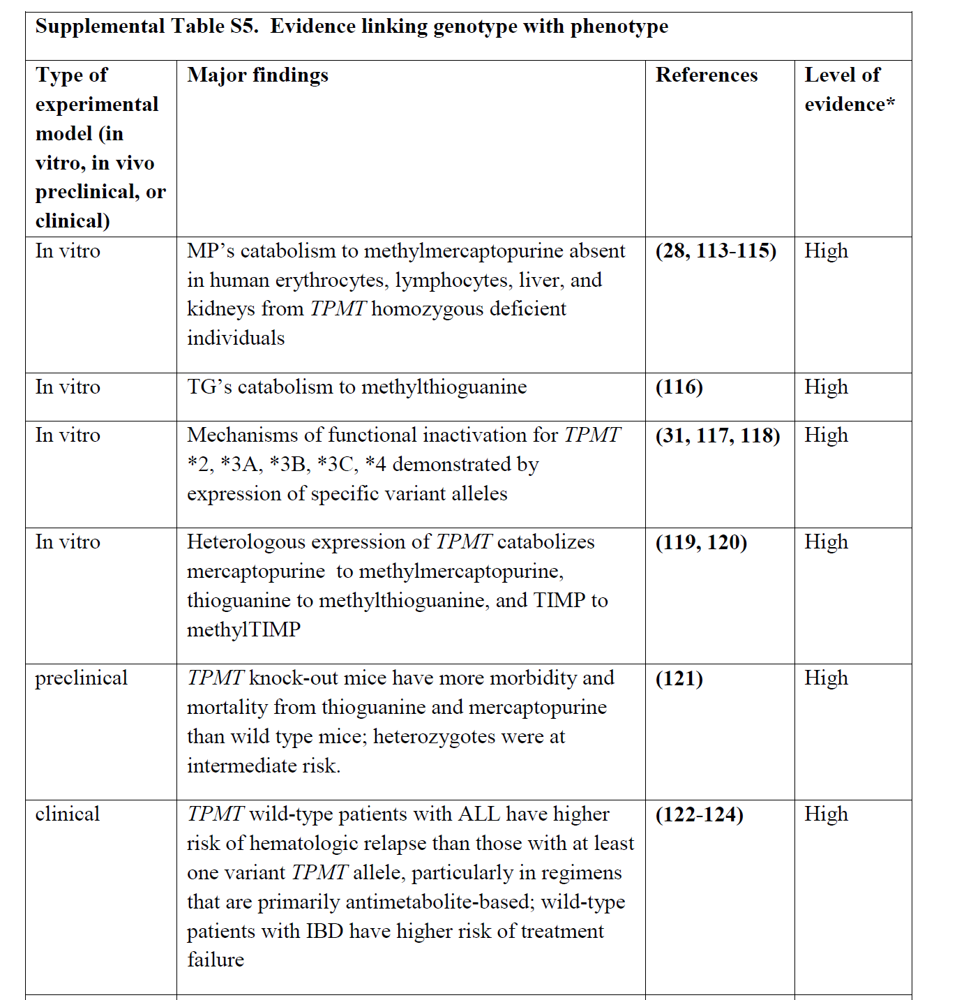 Supplemental Table S5.  Evidence linking genotype with phenotype
Type of
experimental
model (in
vitro, in vivo
preclinical, or
clinical)
Major findings
References
Level of
evidence*
In vitro
MP’s catabolism to methylmercaptopurine absent
in human erythrocytes, lymphocytes, liver, and
kidneys from TPMT homozygous deficient
individuals
(28, 113-115)
High
In vitro
TG’s catabolism to methylthioguanine
(116)
High
In vitro
Mechanisms of functional inactivation for TPMT
*2, *3A, *3B, *3C, *4 demonstrated by
expression of specific variant alleles
(31, 117, 118)
High
In vitro
Heterologous expression of TPMT catabolizes
mercaptopurine  to methylmercaptopurine,
thioguanine to methylthioguanine, and TIMP to
methylTIMP
(119, 120)
High
preclinical
TPMT knock-out mice have more morbidity and
mortality from thioguanine and mercaptopurine
than wild type mice; heterozygotes were at
intermediate risk.
(121)
High
clinical
TPMT wild-type patients with ALL have higher
risk of hematologic relapse than those with at least
one variant TPMT allele, particularly in regimens
that are primarily antimetabolite-based; wild-type
patients with IBD have higher risk of treatment
failure
(122-124)
High